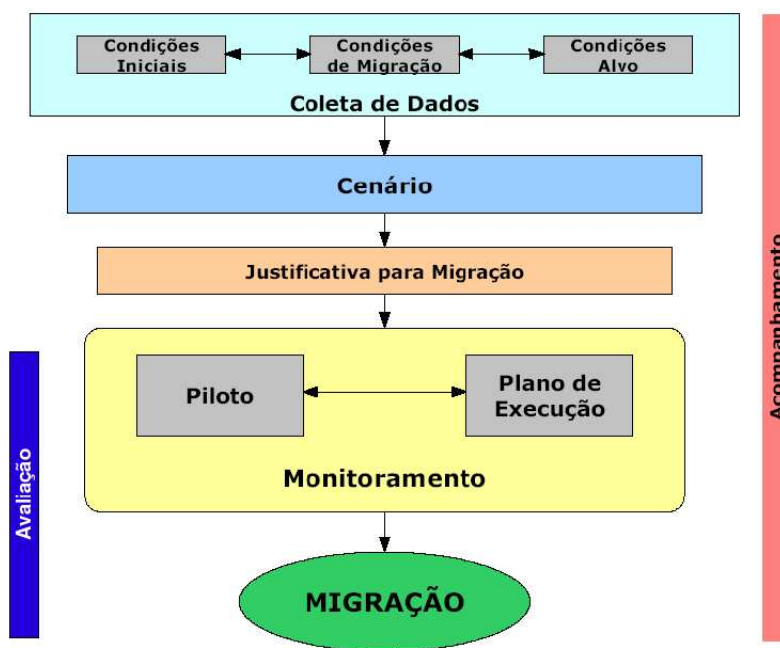 Condições
Iniciais
Condições
de Migração
Condições
Alvo
Coleta de Dados
Cenário
Justificativa para Migração
Piloto
Plano de
Execução
Monitoramento
MIGRAÇÃO
Avaliação
Acompanhamento